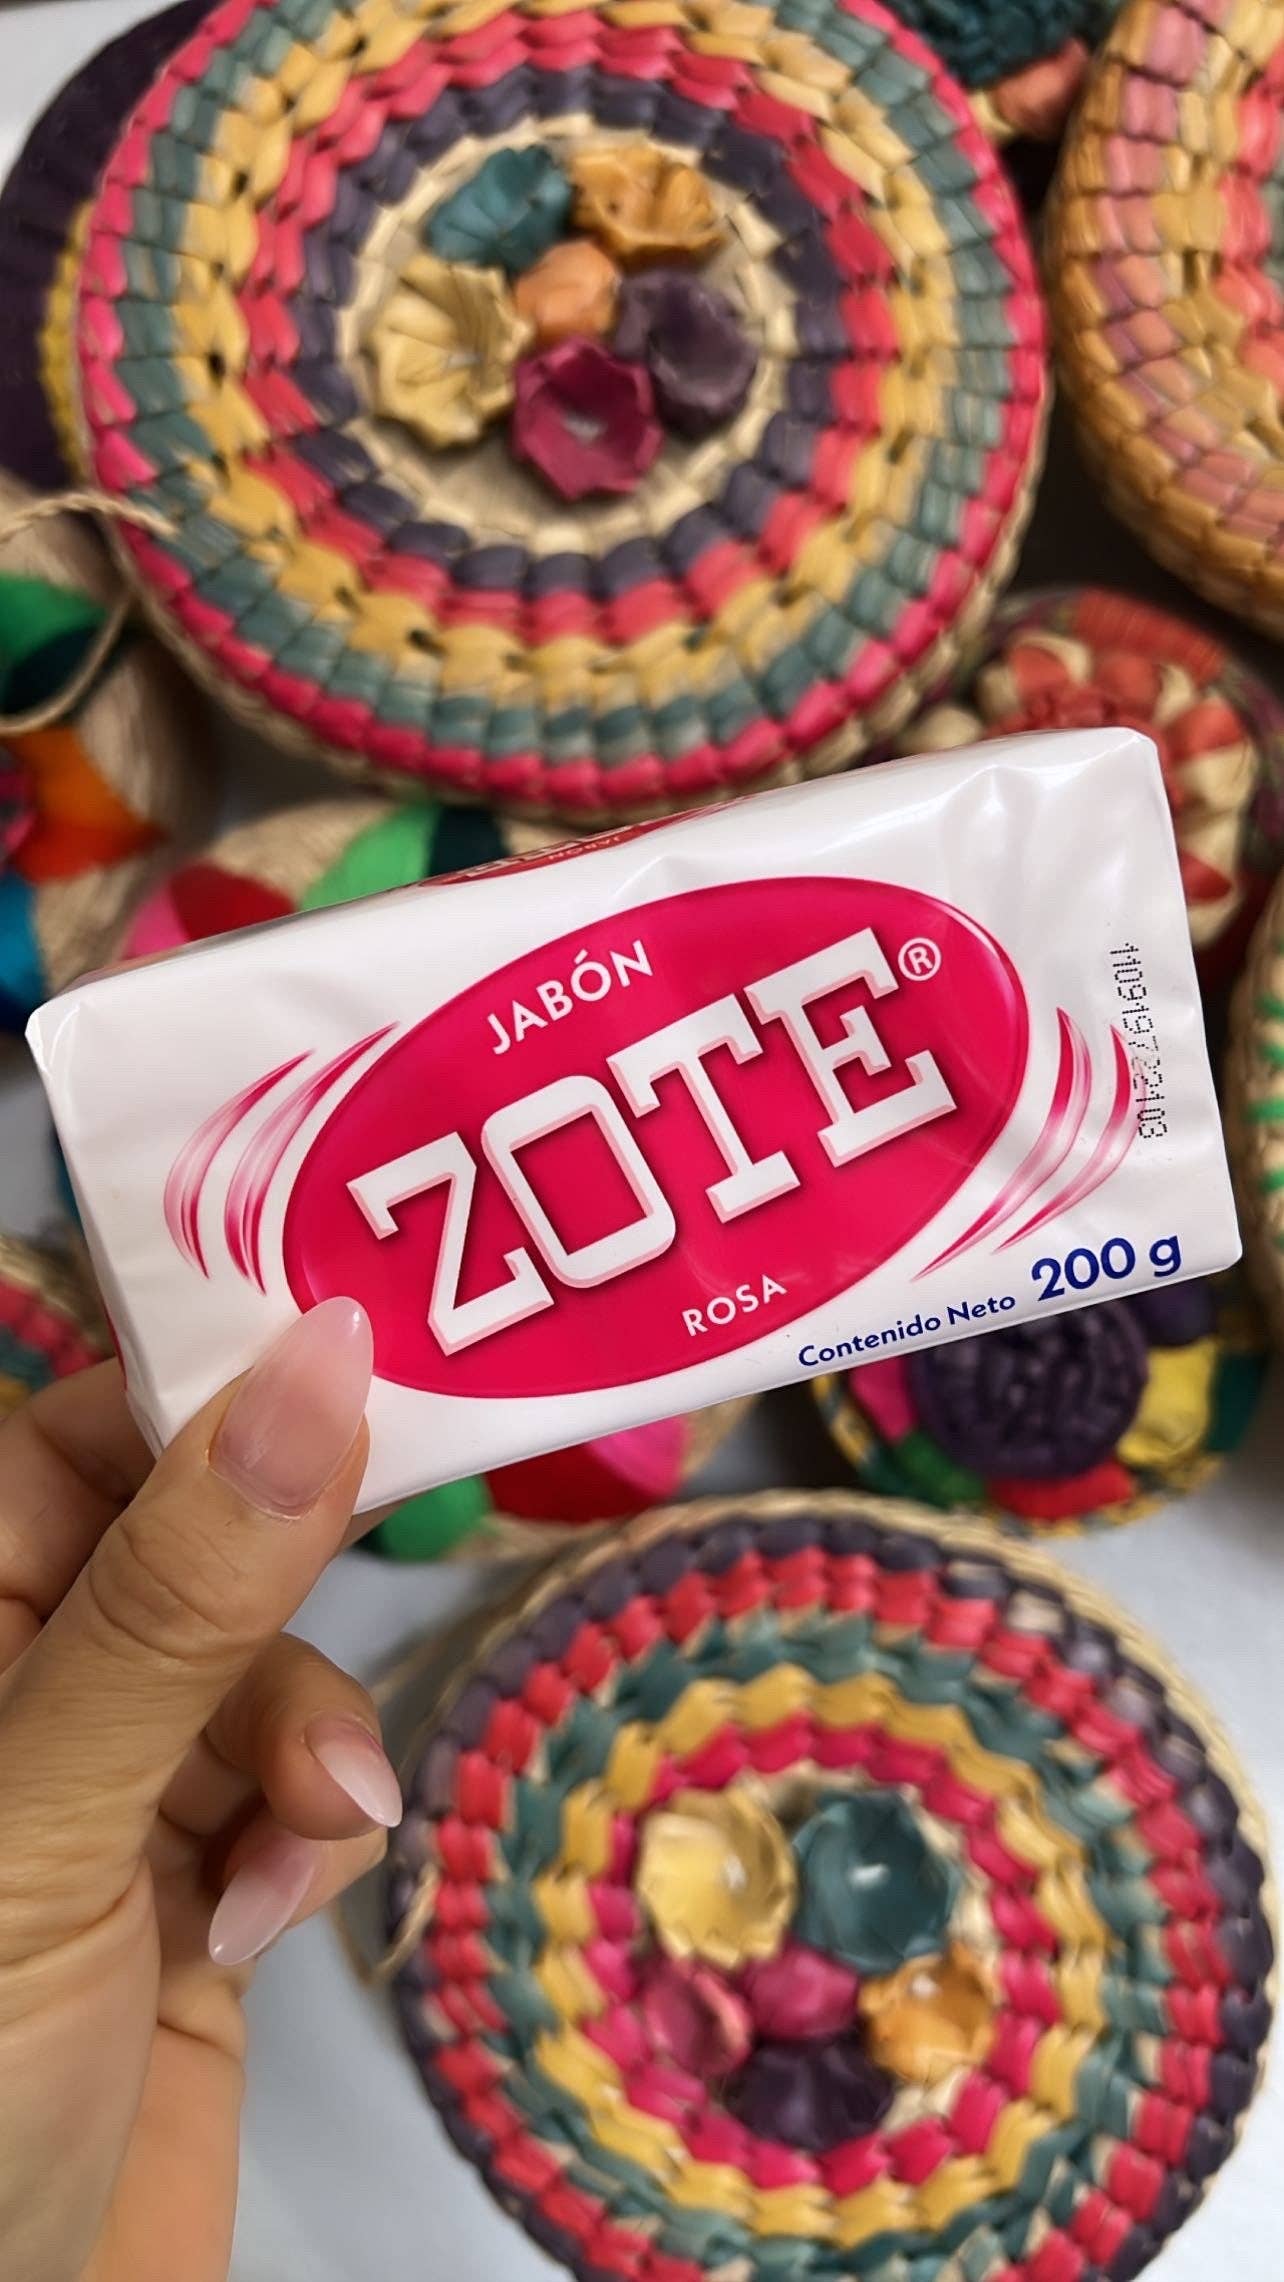 JABÓN
ZOTE®
ROSA
Contenido Neto 200 g